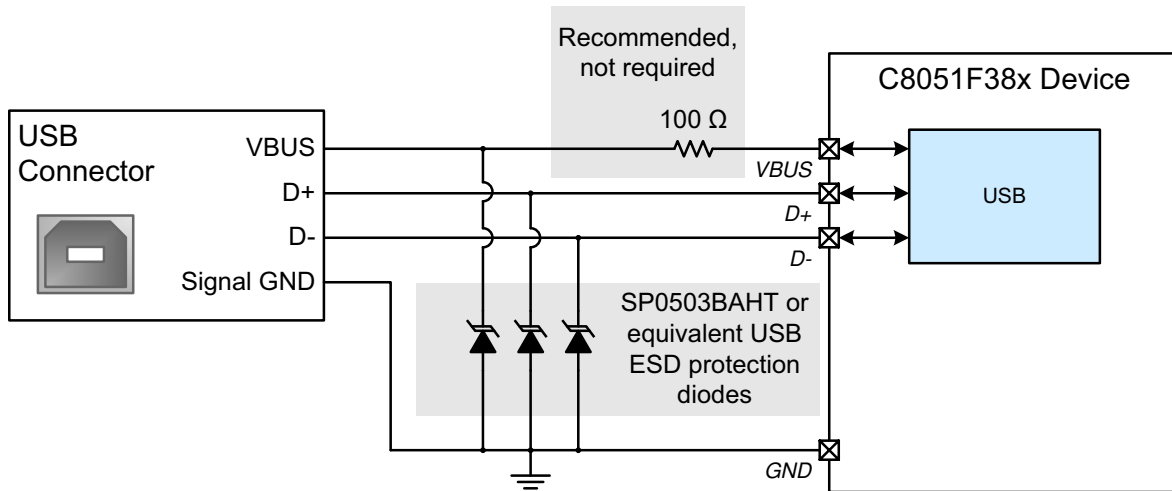 Recommended,
not required
100 Ω
C8051F38x Device
USB
Connector
VBUS
D+
D-
Signal GND
VBUS
D+
D-
USB
SP0503BAHT or
equivalent USB
ESD protection
diodes
GND